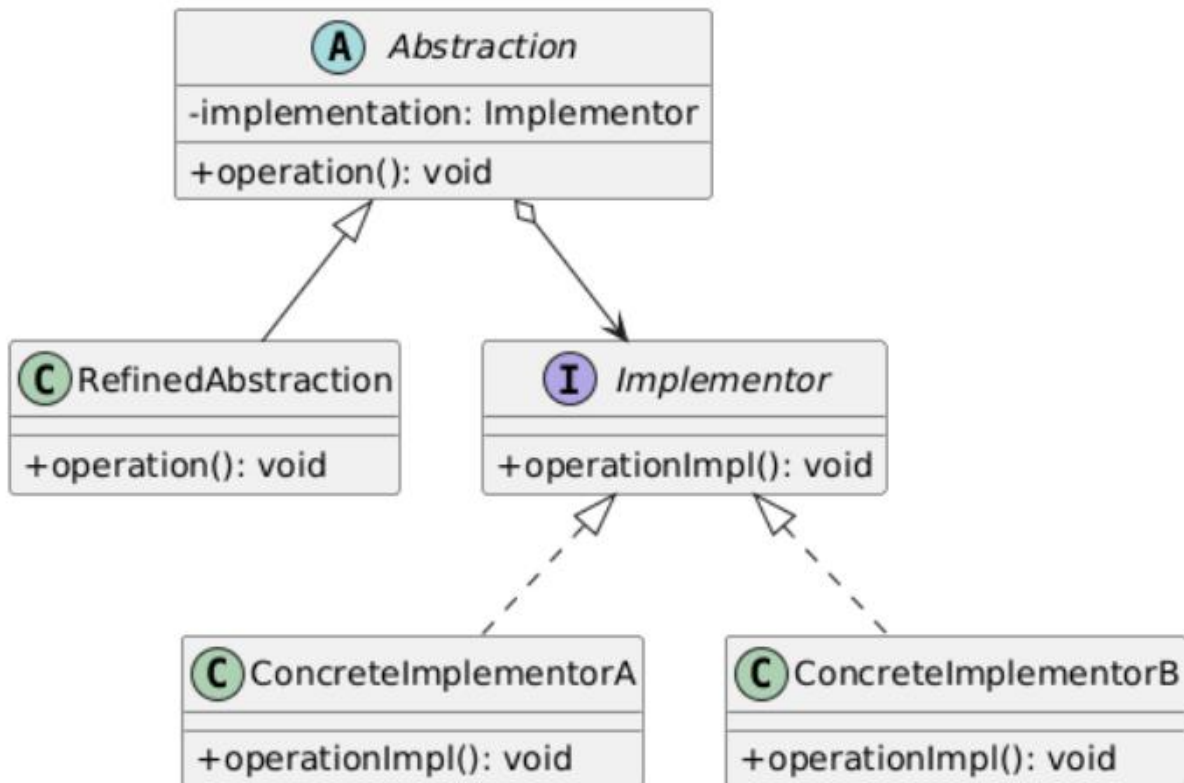 A Abstraction
-implementation: Implementor
+operation(): void
C RefinedAbstraction
+operation(): void
I Implementor
+operationImpl(): void
C ConcreteImplementorA
+operationImpl(): void
C ConcreteImplementorB
+operationImpl(): void